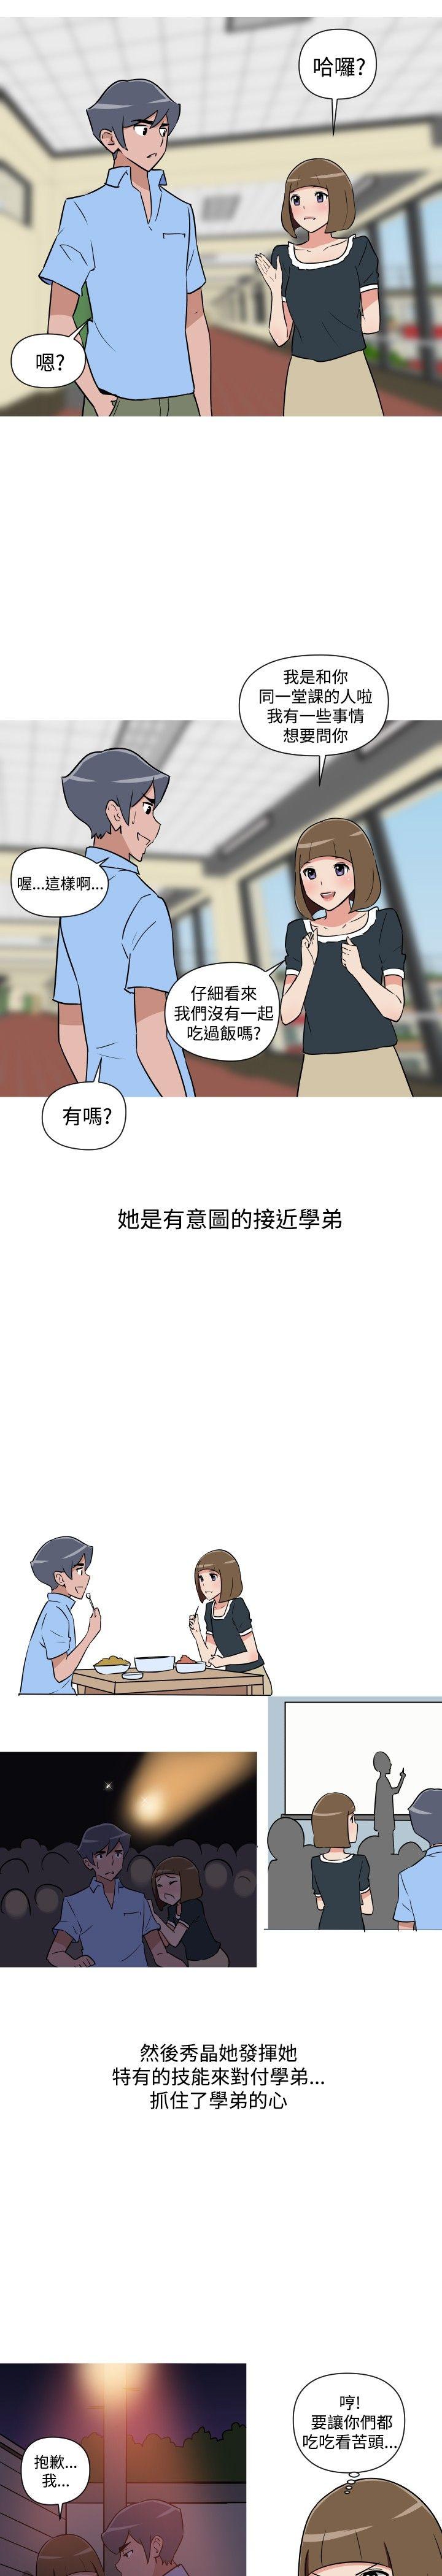 哈囉?
嗯?
我是和你
同一堂課的人啦
我有一些事情
想要問你
喔...這樣啊...
仔細看來
我們沒有一起
吃過飯嗎?
有嗎?
她是有意圖的接近學弟
然後秀晶她發揮她
特有的技能來對付學弟...
抓住了學弟的心
哼!
要讓你們都
吃吃看苦頭...
抱歉...
我...